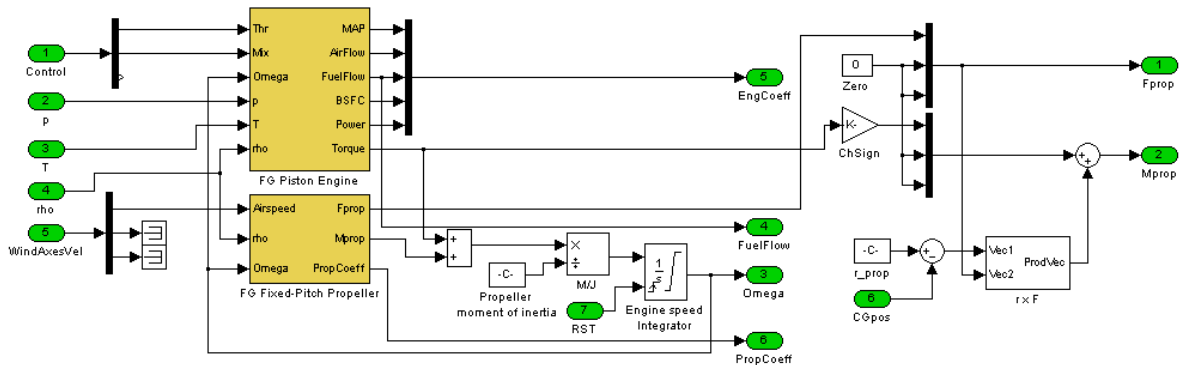 Thr MAP
1 Mix AirFlow 0 1
Control Omega FuelFlow 5 Zero Fprop
2 p BSFC EngCoeff
p T Power K-
3 rho Torque ChSign 2
T FG Piston Engine Mprop
4
rho Airspeed Fprop 4
5 rho Mprop + + × ÷ FuelFlow -C- + - Vec1 ProdVec
WindAxesVel Omega PropCoeff -C- M/J 1 s 3 r_prop Vec2
FG Fixed-Pitch Propeller Propeller Omega 6 r x F
moment of inertia 7 Engine speed CGpos
RST Integrator
6
PropCoeff